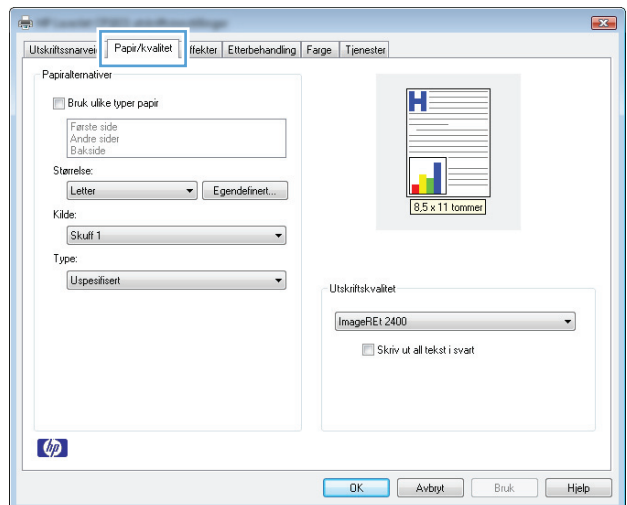 Utskriftssnarvei Papir/kvalitet ffekter Etterbehandling Farge Tjenester
Papiralternativer
Bruk ulike typer papir
Første side
Andre sider
Bakside
Størrelse:
Letter Egendefinert...
Kilde:
Skuff 1
Type:
Uspesifisert
H
8,5 x 11 tommer
Utskriftskvalitet
ImageREt 2400
Skriv ut all tekst i svart
hp
OK Avbryt Bruk Hjelp